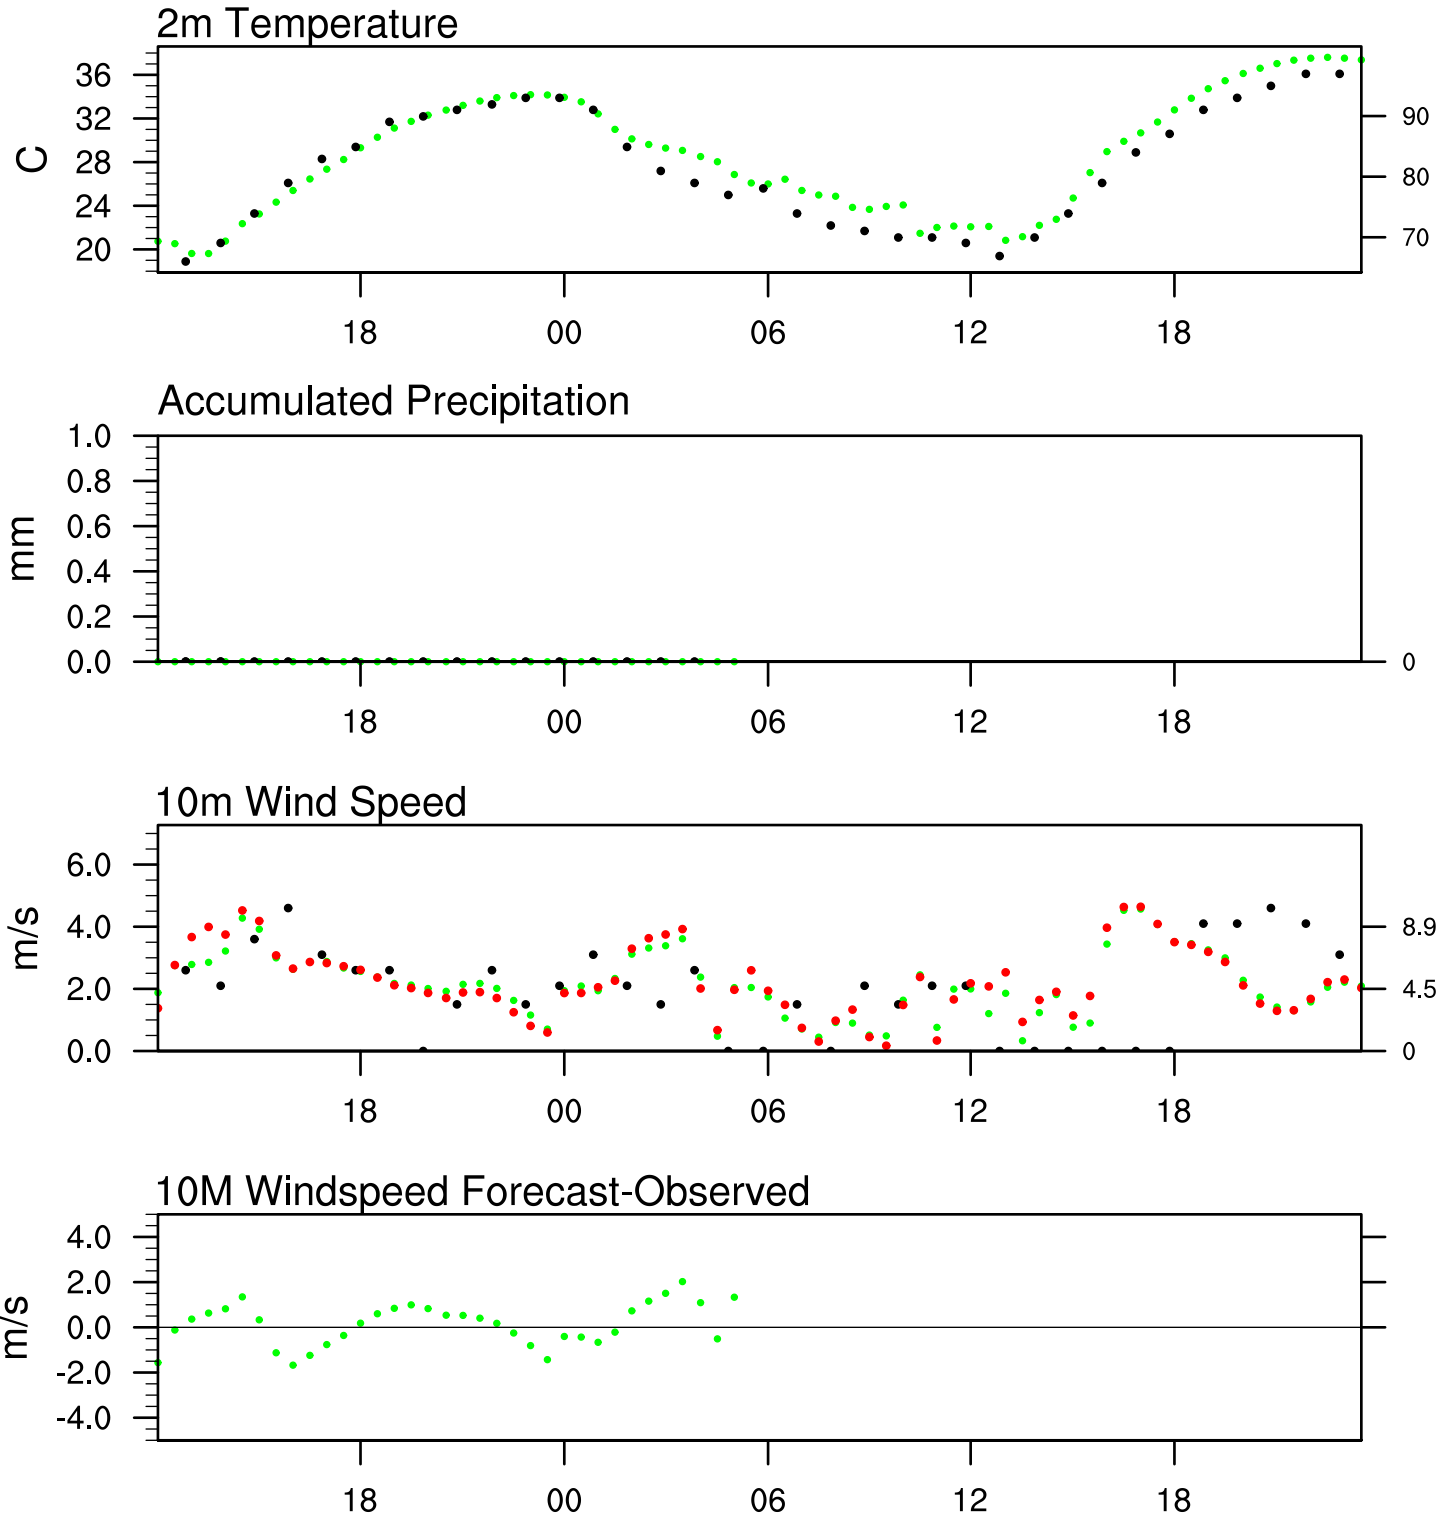 2m Temperature
36
32
28
24
20
C
90
80
70
18 00 06 12 18
Accumulated Precipitation
1.0
0.8
0.6
0.4
0.2
0.0
mm
0
18 00 06 12 18
10m Wind Speed
6.0
4.0
2.0
0.0
m/s
8.9
4.5
0
18 00 06 12 18
10M Windspeed Forecast-Observed
4.0
2.0
0.0
-2.0
-4.0
m/s
18 00 06 12 18